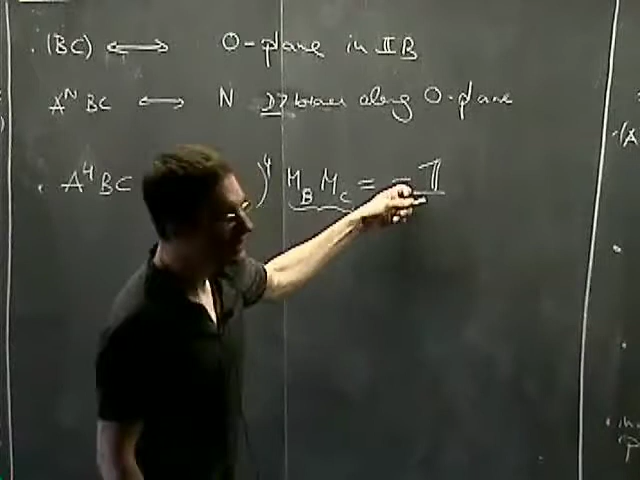 · (BC) ⟷ O-plane in IIB
A^N BC ⟷ N D7 branes along O-plane
· A^4 BC )^4 M_B M_C = -𝟙